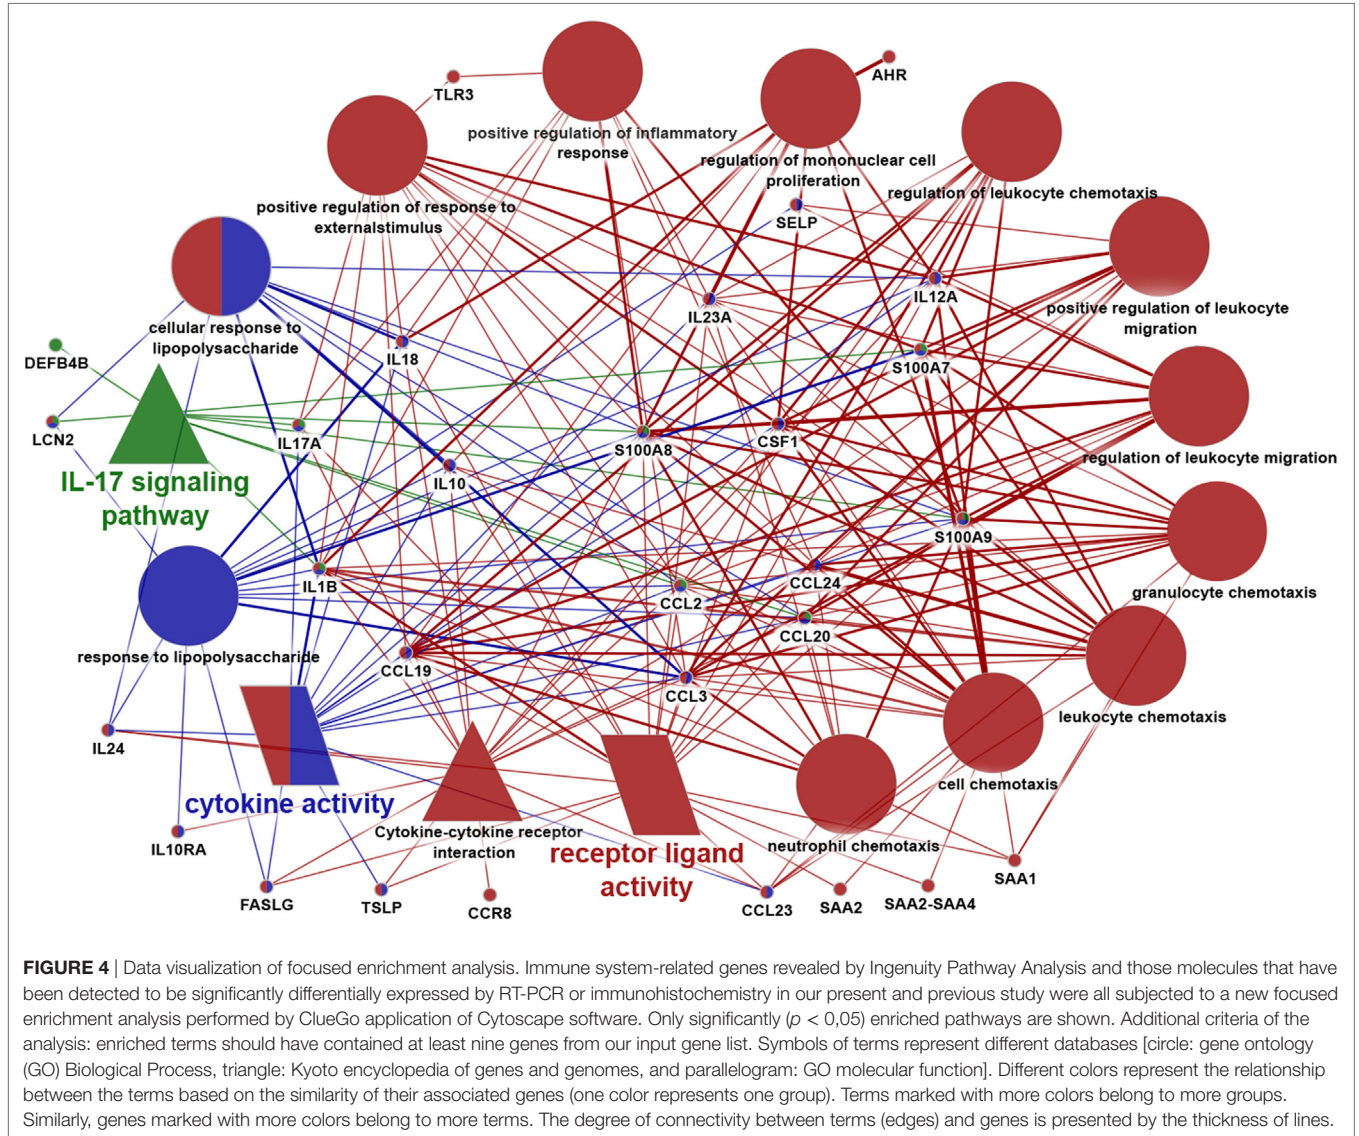 AHR
TLR3
positive regulation of inflammatory
response
regulation of mononuclear cell
proliferation
regulation of leukocyte chemotaxis
positive regulation of response to
externalstimulus
SELP
cellular response to
lipopolysaccharide
IL23A
IL12A
positive regulation of leukocyte
migration
DEFB4B
IL18
S100A7
LCN2
IL17A
S100A8
CSF1
regulation of leukocyte migration
IL-17 signaling
pathway
IL10
S100A9
IL1B
CCL24
granulocyte chemotaxis
CCL2
CCL20
response to lipopolysaccharide
CCL19
CCL3
leukocyte chemotaxis
IL24
cell chemotaxis
cytokine activity
Cytokine-cytokine receptor
interaction
receptor ligand
activity
neutrophil chemotaxis
IL10RA
SAA1
FASLG
TSLP
CCR8
CCL23
SAA2
SAA2-SAA4
FIGURE 4 | Data visualization of focused enrichment analysis. Immune system-related genes revealed by Ingenuity Pathway Analysis and those molecules that have
been detected to be significantly differentially expressed by RT-PCR or immunohistochemistry in our present and previous study were all subjected to a new focused
enrichment analysis performed by ClueGo application of Cytoscape software. Only significantly (p < 0,05) enriched pathways are shown. Additional criteria of the
analysis: enriched terms should have contained at least nine genes from our input gene list. Symbols of terms represent different databases [circle: gene ontology
(GO) Biological Process, triangle: Kyoto encyclopedia of genes and genomes, and parallelogram: GO molecular function]. Different colors represent the relationship
between the terms based on the similarity of their associated genes (one color represents one group). Terms marked with more colors belong to more groups.
Similarly, genes marked with more colors belong to more terms. The degree of connectivity between terms (edges) and genes is presented by the thickness of lines.